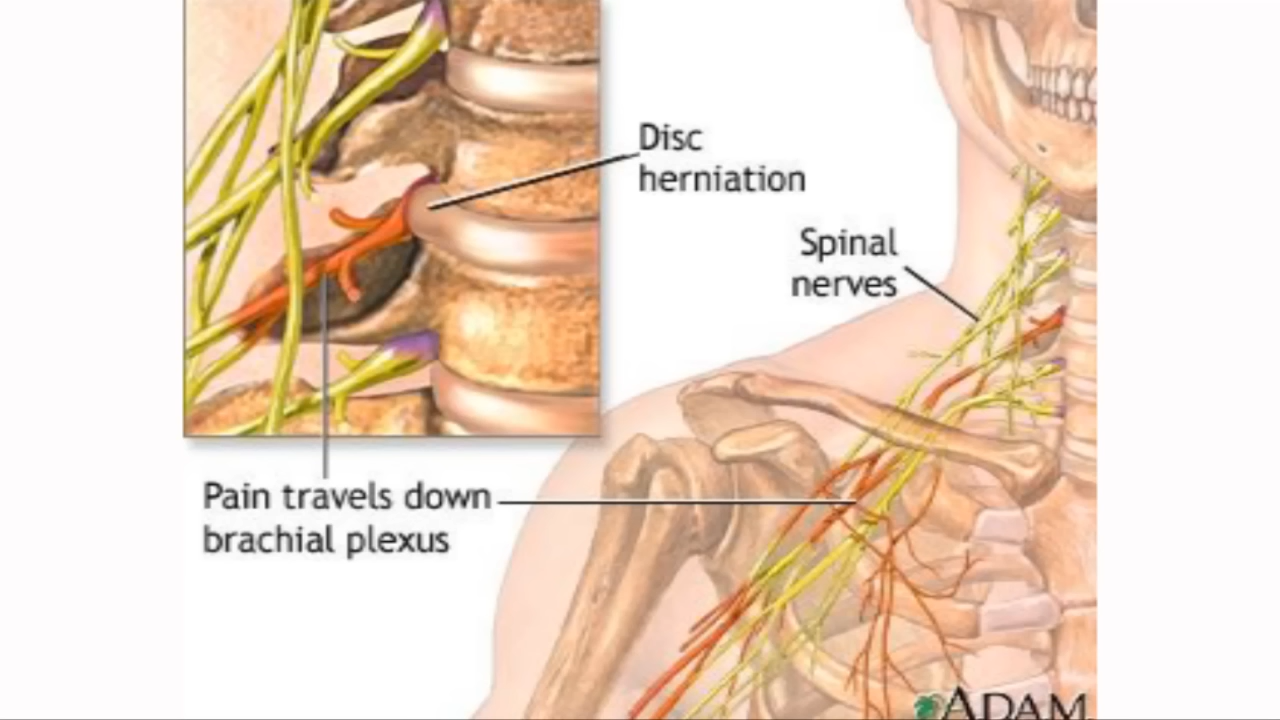 Disc
herniation
Spinal
nerves
Pain travels down
brachial plexus
ADAM